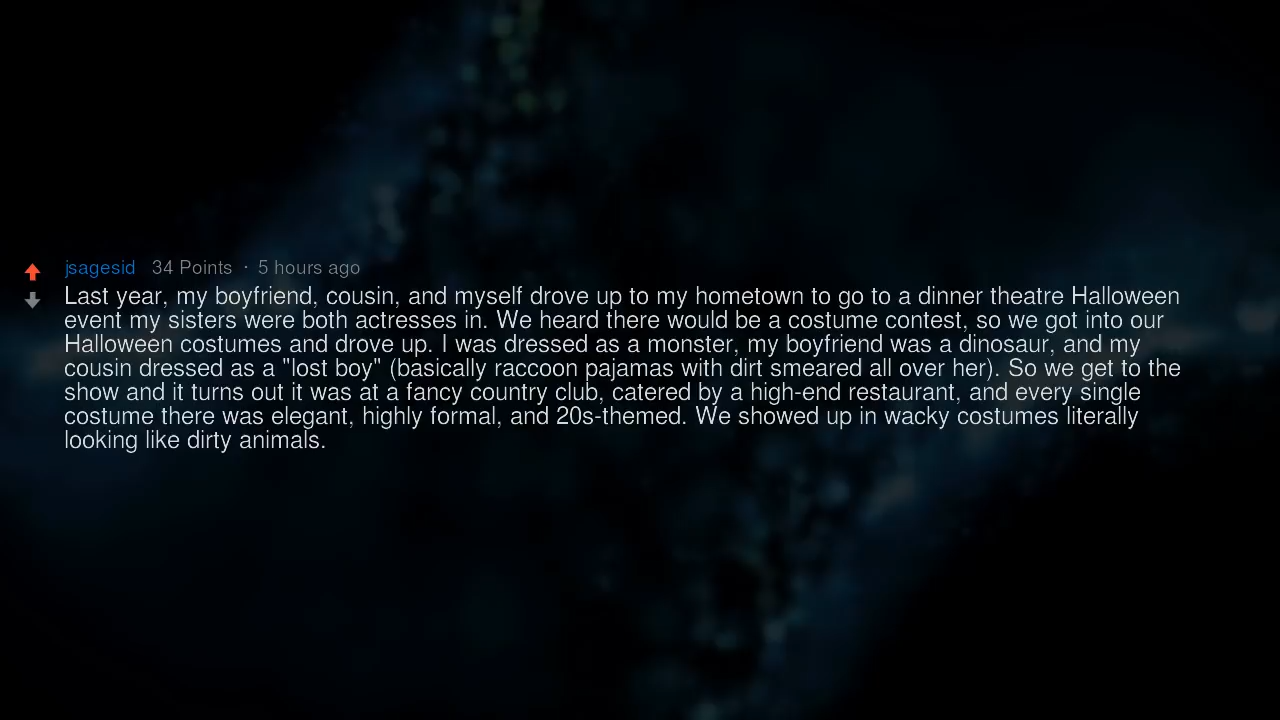 jsagesid 34 Points · 5 hours ago
Last year, my boyfriend, cousin, and myself drove up to my hometown to go to a dinner theatre Halloween
event my sisters were both actresses in. We heard there would be a costume contest, so we got into our
Halloween costumes and drove up. I was dressed as a monster, my boyfriend was a dinosaur, and my
cousin dressed as a "lost boy" (basically raccoon pajamas with dirt smeared all over her). So we get to the
show and it turns out it was at a fancy country club, catered by a high-end restaurant, and every single
costume there was elegant, highly formal, and 20s-themed. We showed up in wacky costumes literally
looking like dirty animals.